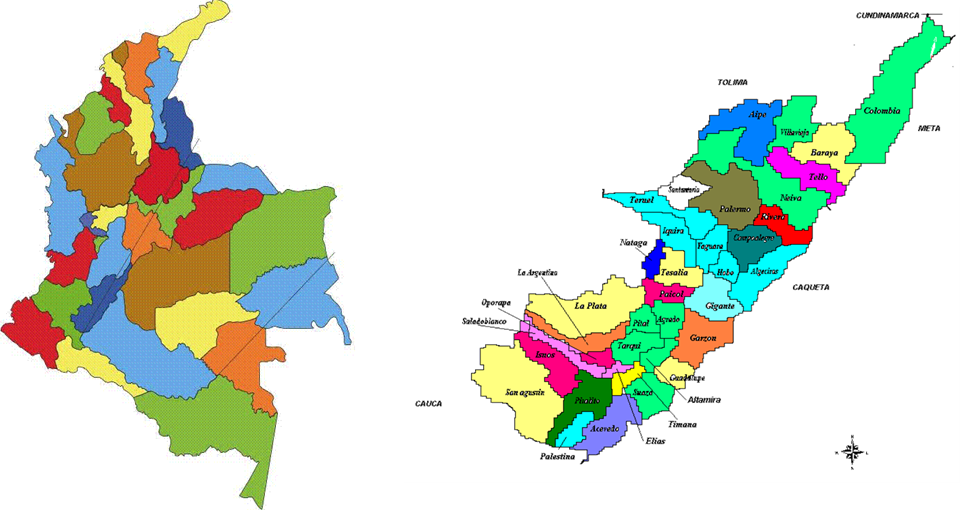 CUNDINAMARCA
TOLIMA
Colombia
Aipe
META
Villavieja
Baraya
Tello
Santamaria
Neiva
Teruel
Palermo
Rivera
Iquira
Campoalegre
Nataga
Yaguara
Hobo
Algeciras
La Argentina
Tesalia
CAQUETA
Oporapa
La Plata
Paicol
Gigante
Saladoblanco
Pital
Agrado
Isnos
Tarqui
Garzon
San agustin
Guadalupe
Pitalito
Suaza
Altamira
CAUCA
Timana
Acevedo
Elias
Palestina
N